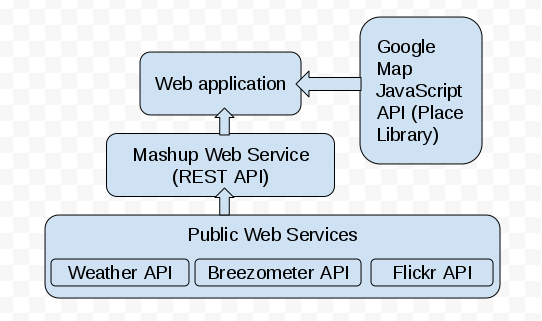 Google
Map
JavaScript
API (Place
Library)
Web application
Mashup Web Service
(REST API)
Public Web Services
Weather API
Breezometer API
Flickr API